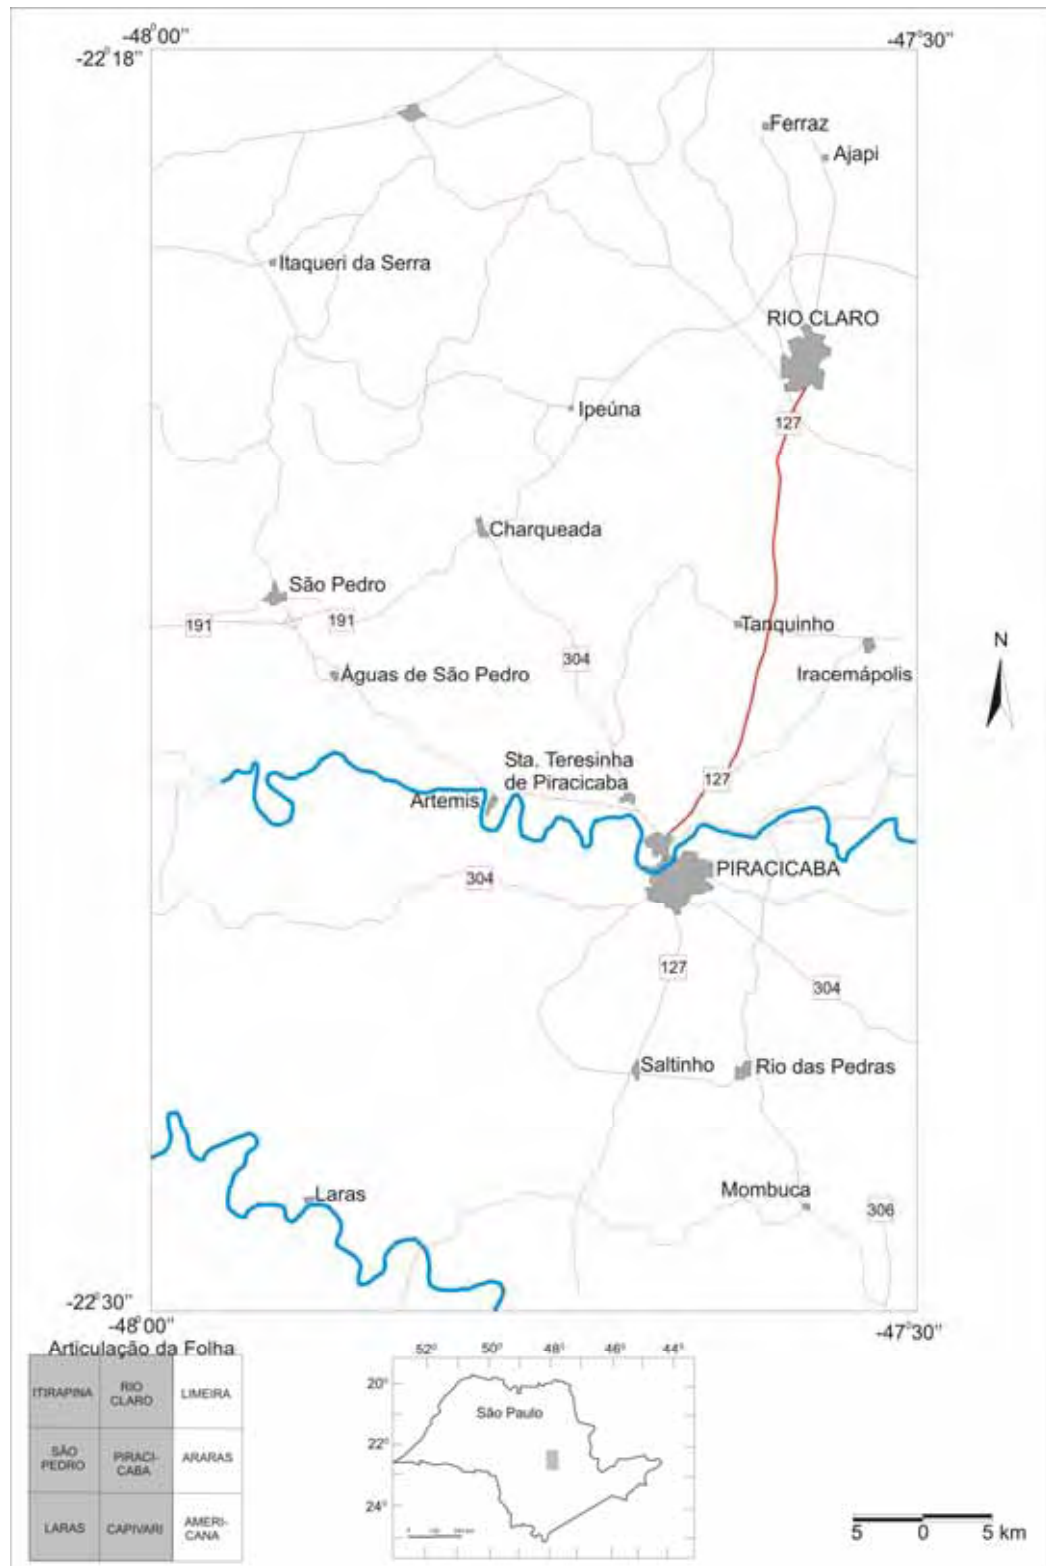 -48°00''
-47°30''
-22°18''
Ferraz
Ajapi
Itaqueri da Serra
RIO CLARO
Ipeúna
127
Charqueada
São Pedro
191
191
Tanquinho
304
Águas de São Pedro
Iracemápolis
N
Sta. Teresinha
de Piracicaba
127
Artemis
304
PIRACICABA
127
304
Saltinho
Rio das Pedras
Laras
Mombuca
306
-22°30''
-48°00''
-47°30''
Articulação da Folha
ITIRAPINA
RIO
CLARO
LIMEIRA
SÃO
PEDRO
PIRACI-
CABA
ARARAS
LARAS
CAPIVARI
AMERI-
CANA
52° 50° 48° 46° 44°
20°
São Paulo
22°
24°
5 0 5 km